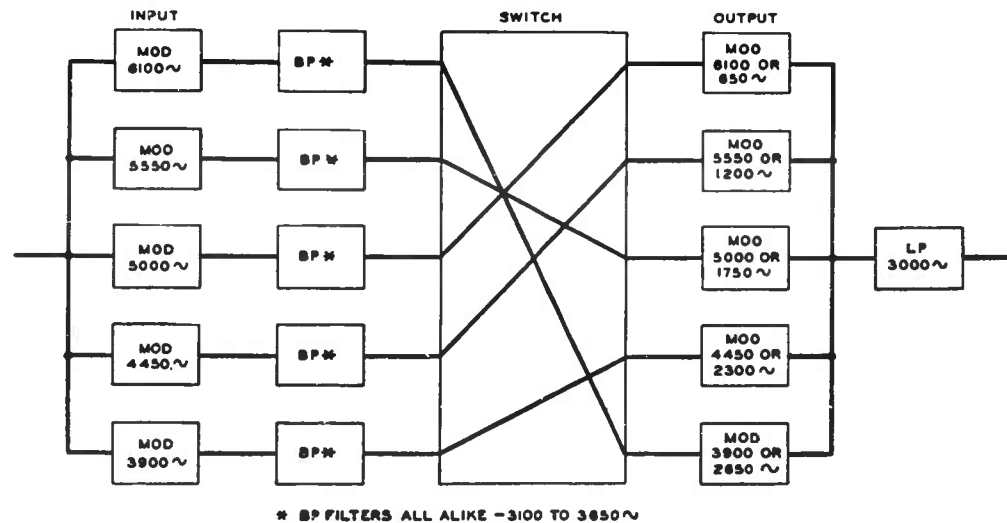 INPUT
SWITCH
OUTPUT
MOD
6100~
BP *
MOD
6100 OR
650~
MOD
5550~
BP *
MOD
5550 OR
1200~
MOD
5000~
BP *
MOD
5000 OR
1750~
LP
3000~
MOD
4450~
BP *
MOD
4450 OR
2300~
MOD
3900~
BP *
MOD
3900 OR
2650~
* BP FILTERS ALL ALIKE -3100 TO 3650~